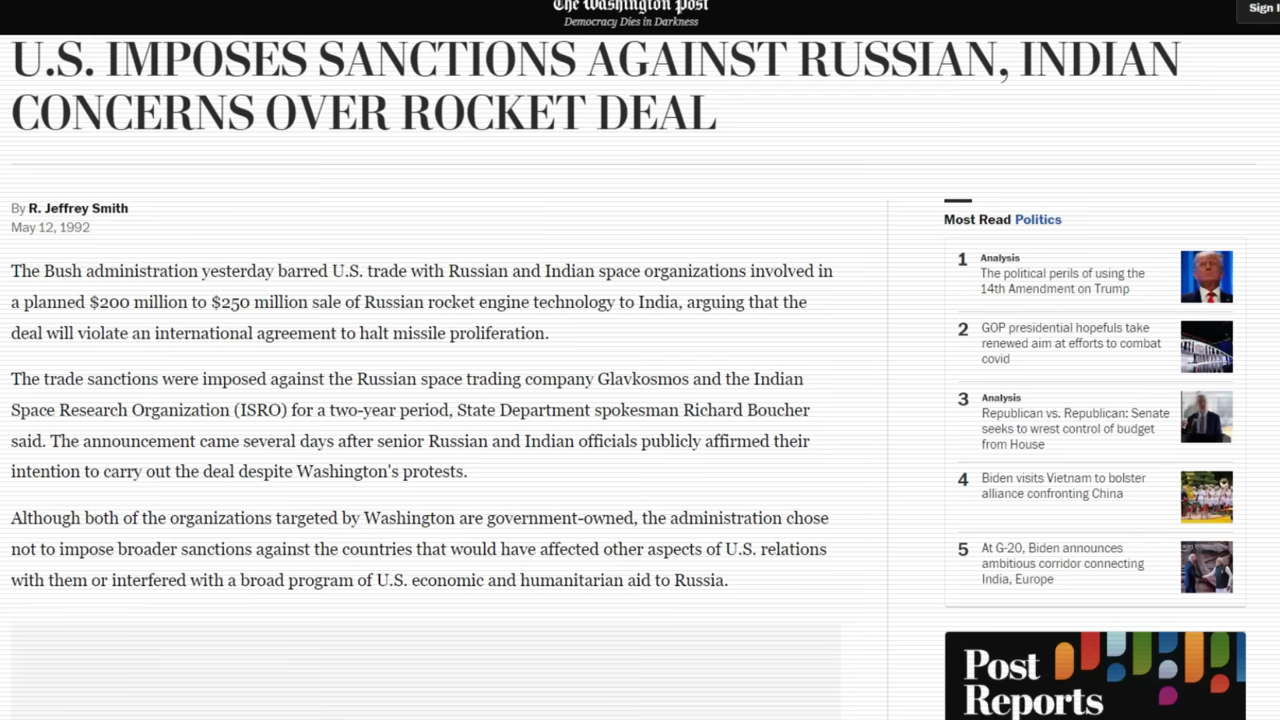 The Washington Post
Democracy Dies in Darkness
Sign I
U.S. IMPOSES SANCTIONS AGAINST RUSSIAN, INDIAN
CONCERNS OVER ROCKET DEAL
By R. Jeffrey Smith
May 12, 1992
The Bush administration yesterday barred U.S. trade with Russian and Indian space organizations involved in
a planned $200 million to $250 million sale of Russian rocket engine technology to India, arguing that the
deal will violate an international agreement to halt missile proliferation.
The trade sanctions were imposed against the Russian space trading company Glavkosmos and the Indian
Space Research Organization (ISRO) for a two-year period, State Department spokesman Richard Boucher
said. The announcement came several days after senior Russian and Indian officials publicly affirmed their
intention to carry out the deal despite Washington's protests.
Although both of the organizations targeted by Washington are government-owned, the administration chose
not to impose broader sanctions against the countries that would have affected other aspects of U.S. relations
with them or interfered with a broad program of U.S. economic and humanitarian aid to Russia.
Most Read Politics
1 Analysis
The political perils of using the
14th Amendment on Trump
2 GOP presidential hopefuls take
renewed aim at efforts to combat
covid
3 Analysis
Republican vs. Republican: Senate
seeks to wrest control of budget
from House
4 Biden visits Vietnam to bolster
alliance confronting China
5 At G-20, Biden announces
ambitious corridor connecting
India, Europe
Post
Reports